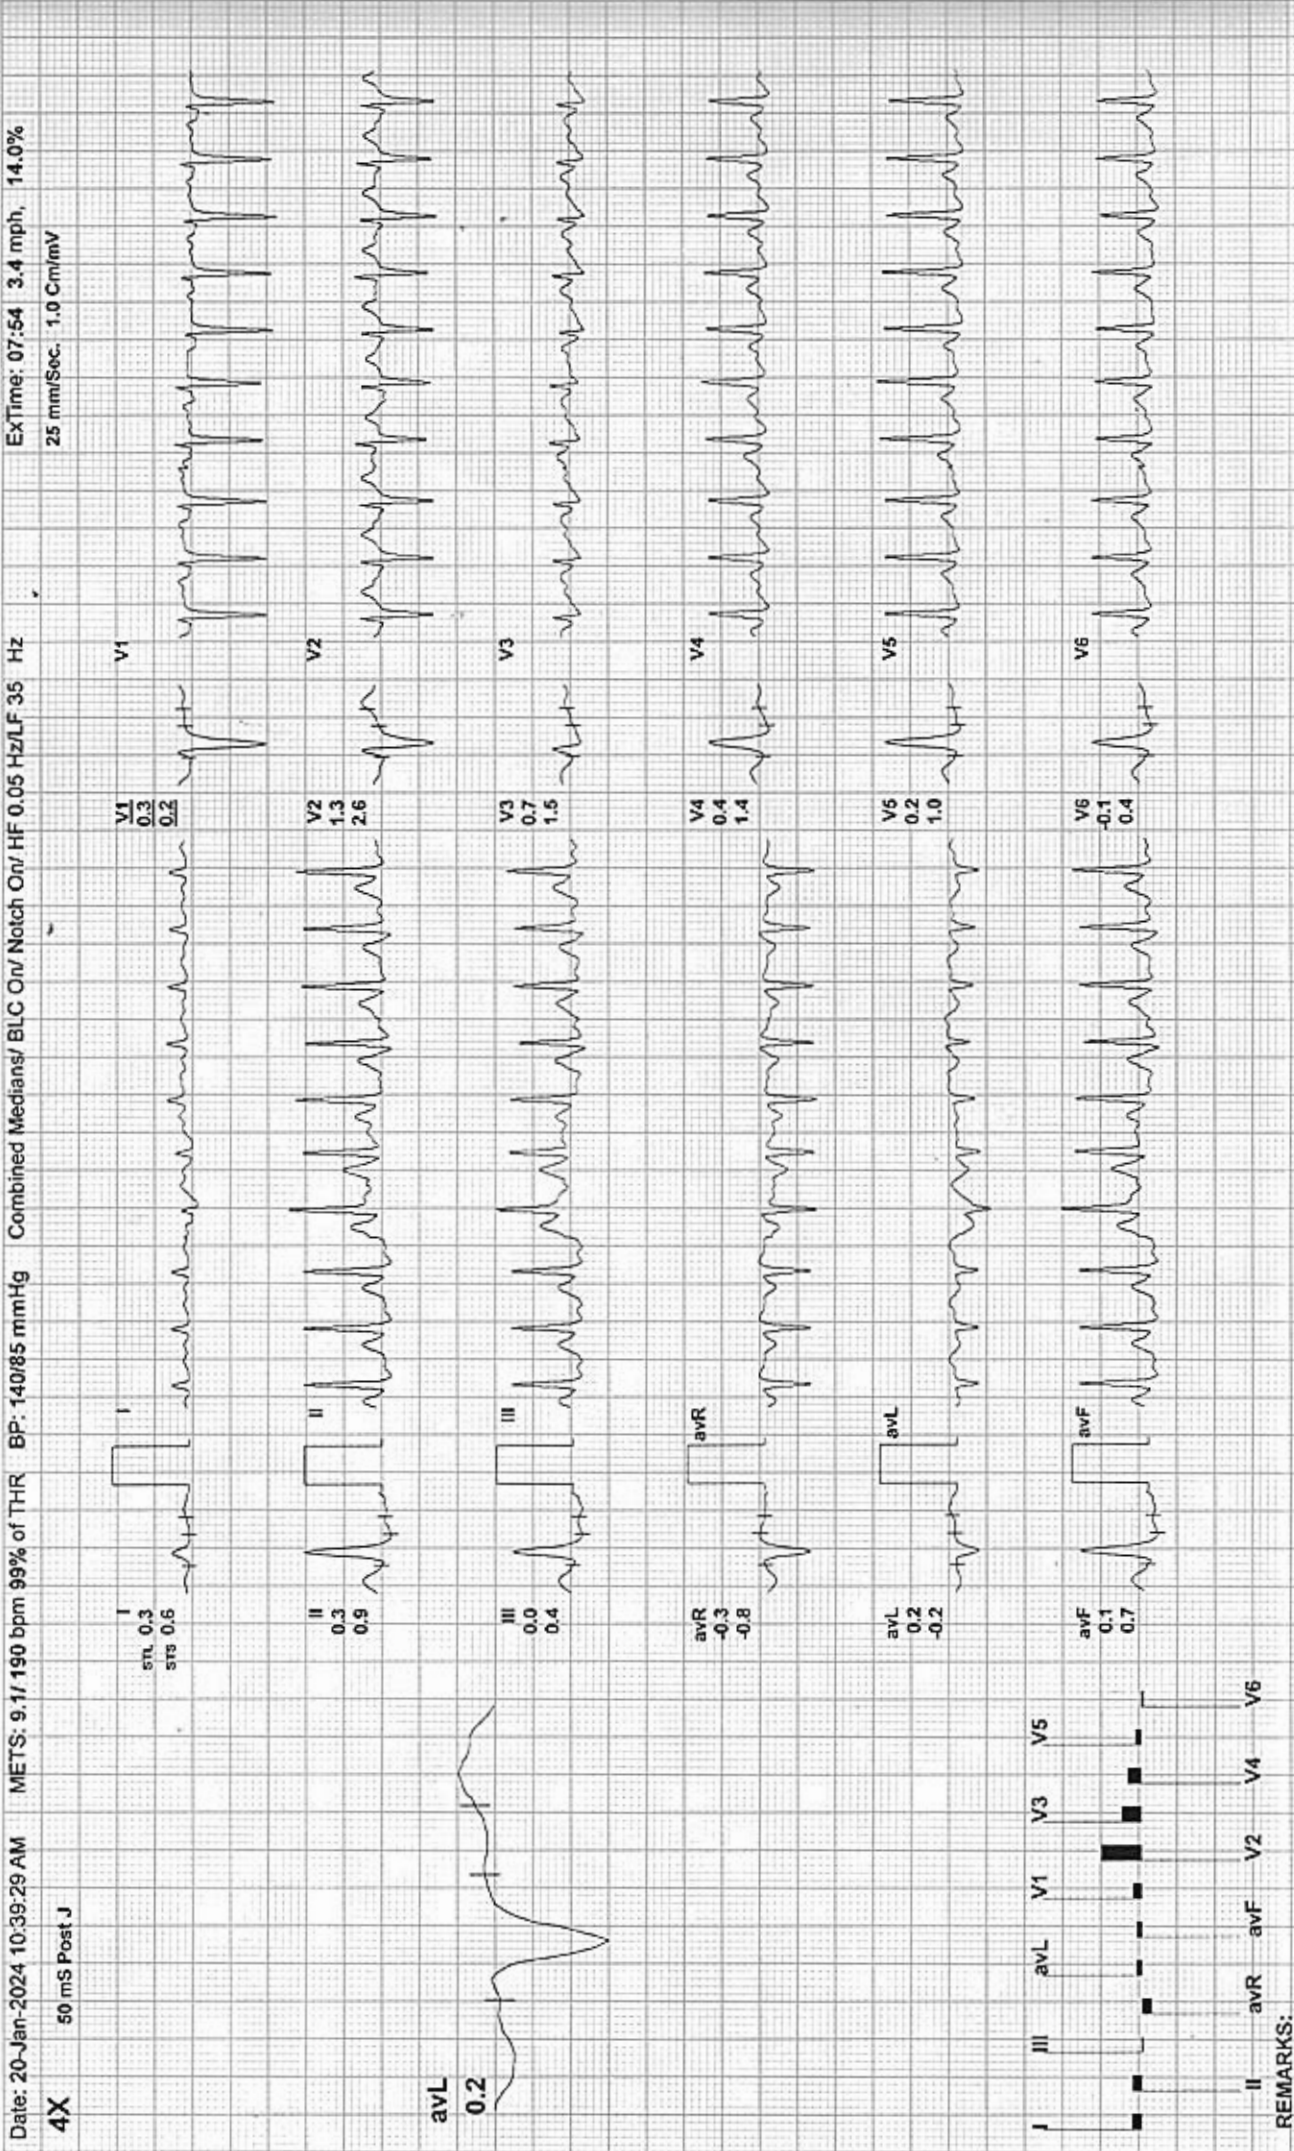 Date: 20-Jan-2024 10:39:29 AM METS: 9.1/ 190 bpm 99% of THR BP: 140/85 mmHg Combined Medians/ BLC On/ Notch On/ HF 0.05 Hz/LF 35 Hz ExTime: 07:54 3.4 mph, 14.0%
4X 50 mS Post J 25 mm/Sec. 1.0 Cm/mV
avL
0.2
I
STL 0.3
STS 0.6
I
V1
0.3
0.2
V1
II
0.3
0.9
II
V2
1.3
2.6
V2
III
0.0
0.4
III
V3
0.7
1.5
V3
avR
-0.3
-0.8
avR
V4
0.4
1.4
V4
avL
0.2
-0.2
avL
V5
0.2
1.0
V5
avF
0.1
0.7
avF
V6
-0.1
0.4
V6
I III avL V1 V3 V5
II avR avF V2 V4 V6
REMARKS: